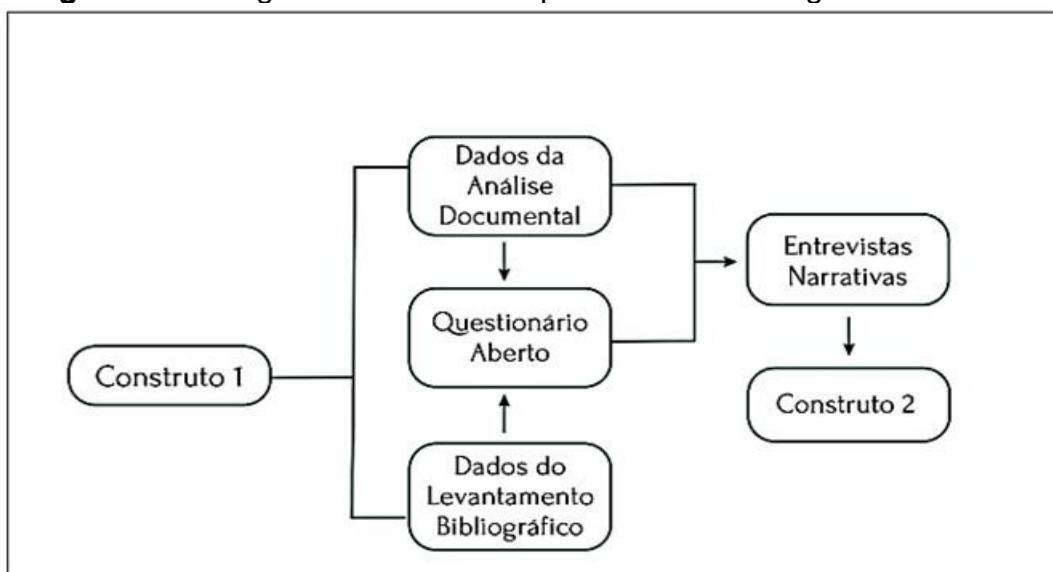 Dados da
Análise
Documental
Entrevistas
Narrativas
Questionário
Aberto
Construto 1
Construto 2
Dados do
Levantamento
Bibliográfico